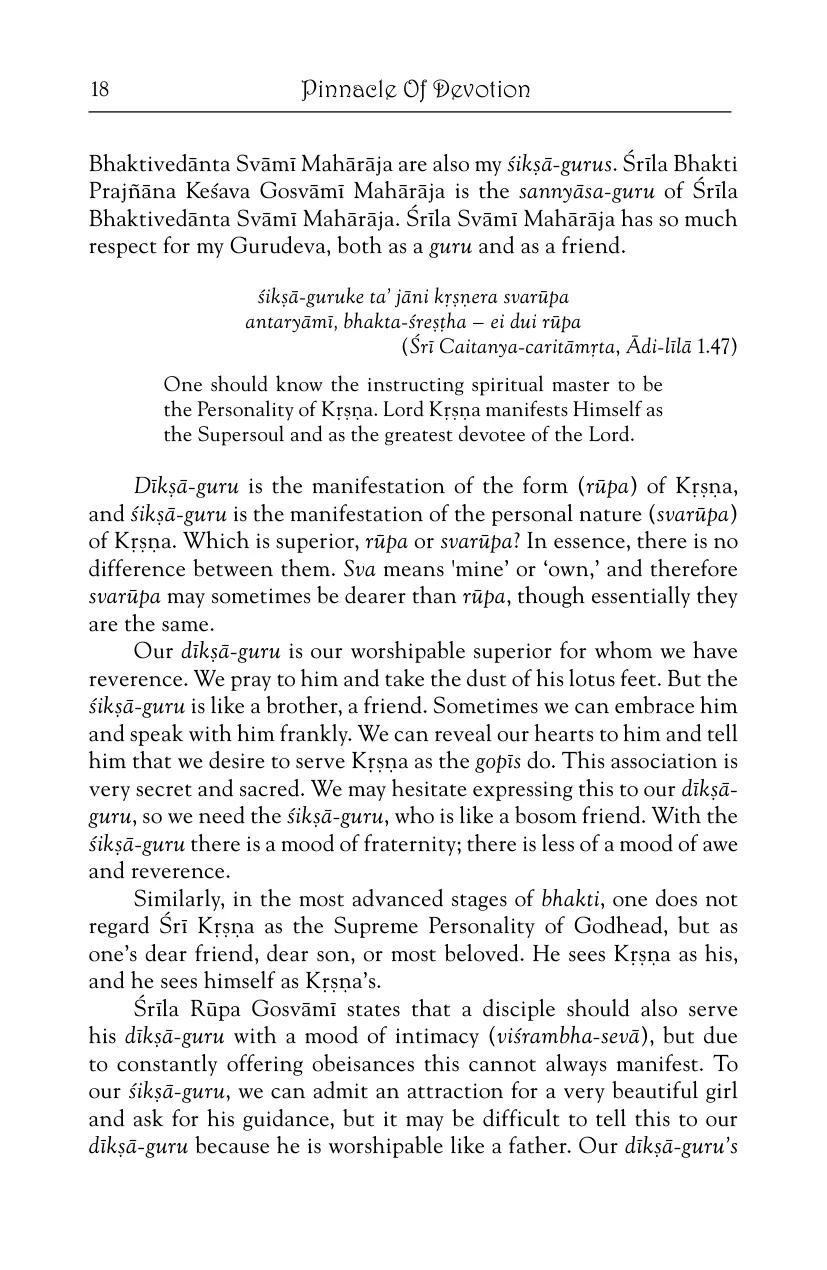 18 Pinnacle Of Devotion
Bhaktivedānta Svāmī Mahārāja are also my śikṣā-gurus. Śrīla Bhakti
Prajñāna Keśava Gosvāmī Mahārāja is the sannyāsa-guru of Śrīla
Bhaktivedānta Svāmī Mahārāja. Śrīla Svāmī Mahārāja has so much
respect for my Gurudeva, both as a guru and as a friend.
śikṣā-guruke ta’ jāni kṛṣṇera svarūpa
antaryāmī, bhakta-śreṣṭha – ei dui rūpa
(Śrī Caitanya-caritāmṛta, Ādi-līlā 1.47)
One should know the instructing spiritual master to be
the Personality of Kṛṣṇa. Lord Kṛṣṇa manifests Himself as
the Supersoul and as the greatest devotee of the Lord.
Dīkṣā-guru is the manifestation of the form (rūpa) of Kṛṣṇa,
and śikṣā-guru is the manifestation of the personal nature (svarūpa)
of Kṛṣṇa. Which is superior, rūpa or svarūpa? In essence, there is no
difference between them. Sva means 'mine’ or ‘own,’ and therefore
svarūpa may sometimes be dearer than rūpa, though essentially they
are the same.
Our dīkṣā-guru is our worshipable superior for whom we have
reverence. We pray to him and take the dust of his lotus feet. But the
śikṣā-guru is like a brother, a friend. Sometimes we can embrace him
and speak with him frankly. We can reveal our hearts to him and tell
him that we desire to serve Kṛṣṇa as the gopīs do. This association is
very secret and sacred. We may hesitate expressing this to our dīkṣā-
guru, so we need the śikṣā-guru, who is like a bosom friend. With the
śikṣā-guru there is a mood of fraternity; there is less of a mood of awe
and reverence.
Similarly, in the most advanced stages of bhakti, one does not
regard Śrī Kṛṣṇa as the Supreme Personality of Godhead, but as
one’s dear friend, dear son, or most beloved. He sees Kṛṣṇa as his,
and he sees himself as Kṛṣṇa’s.
Śrīla Rūpa Gosvāmī states that a disciple should also serve
his dīkṣā-guru with a mood of intimacy (viśrambha-sevā), but due
to constantly offering obeisances this cannot always manifest. To
our śikṣā-guru, we can admit an attraction for a very beautiful girl
and ask for his guidance, but it may be difficult to tell this to our
dīkṣā-guru because he is worshipable like a father. Our dīkṣā-guru’s